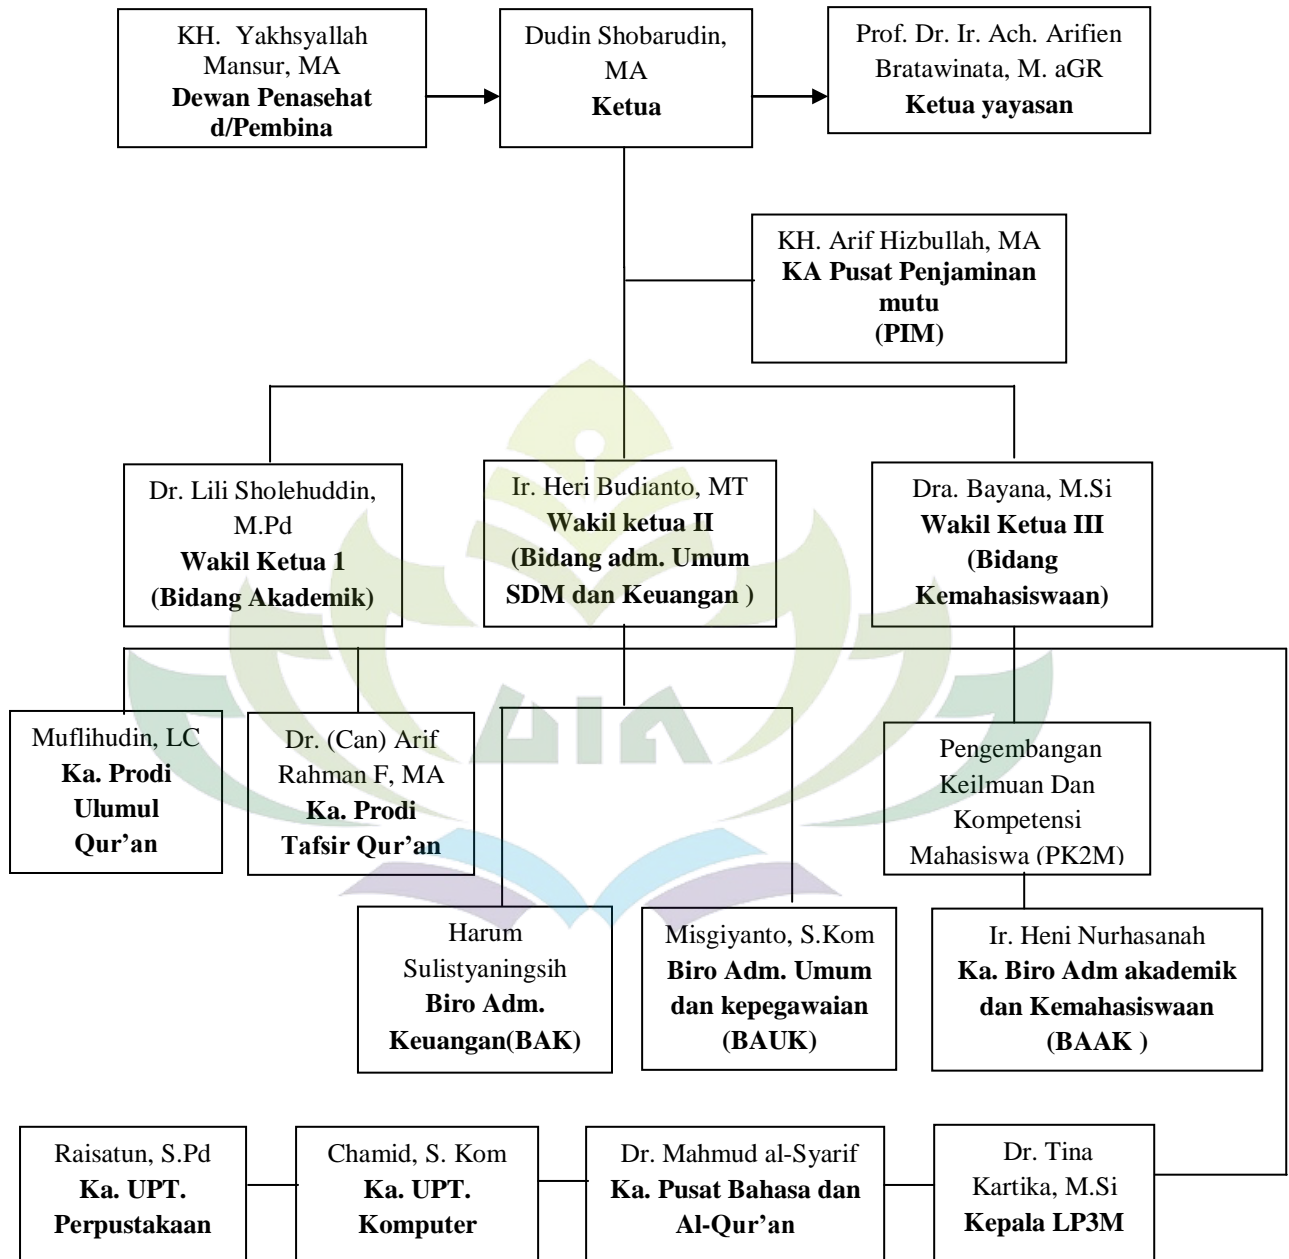 KH. Yakhsyallah
Mansur, MA
Dewan Penasehat
d/Pembina
Dudin Shobarudin,
MA
Ketua
Prof. Dr. Ir. Ach. Arifien
Bratawinata, M. aGR
Ketua yayasan
KH. Arif Hizbullah, MA
KA Pusat Penjaminan
mutu
(PIM)
Dr. Lili Sholehuddin,
M.Pd
Wakil Ketua 1
(Bidang Akademik)
Ir. Heri Budianto, MT
Wakil ketua II
(Bidang adm. Umum
SDM dan Keuangan )
Dra. Bayana, M.Si
Wakil Ketua III
(Bidang
Kemahasiswaan)
Muflihudin, LC
Ka. Prodi
Ulumul
Qur’an
Dr. (Can) Arif
Rahman F, MA
Ka. Prodi
Tafsir Qur’an
Pengembangan
Keilmuan Dan
Kompetensi
Mahasiswa (PK2M)
Harum
Sulistyaningsih
Biro Adm.
Keuangan(BAK)
Misgiyanto, S.Kom
Biro Adm. Umum
dan kepegawaian
(BAUK)
Ir. Heni Nurhasanah
Ka. Biro Adm akademik
dan Kemahasiswaan
(BAAK )
Raisatun, S.Pd
Ka. UPT.
Perpustakaan
Chamid, S. Kom
Ka. UPT.
Komputer
Dr. Mahmud al-Syarif
Ka. Pusat Bahasa dan
Al-Qur’an
Dr. Tina
Kartika, M.Si
Kepala LP3M